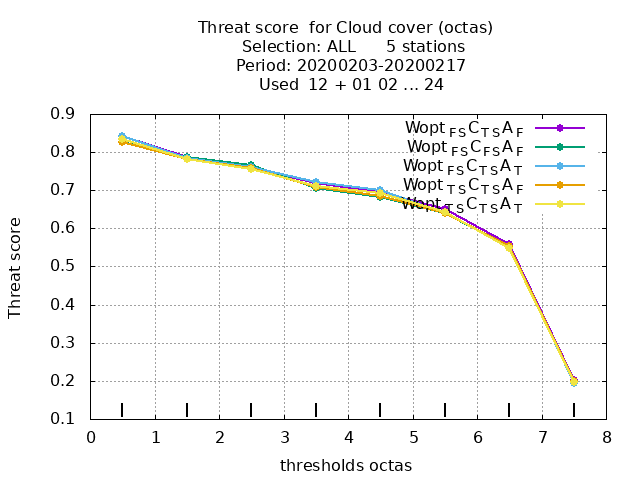 Threat score  for Cloud cover (octas)
Selection: ALL      5 stations
Period: 20200203-20200217
Used  12 + 01 02 ... 24
Wopt FS C TS A F
Wopt FS C FS A F
Wopt FS C TS A T
Wopt TS C TS A F
Wopt TS C TS A T
0.9
0.8
0.7
0.6
0.5
0.4
0.3
0.2
0.1
Threat score
0 1 2 3 4 5 6 7 8
thresholds octas